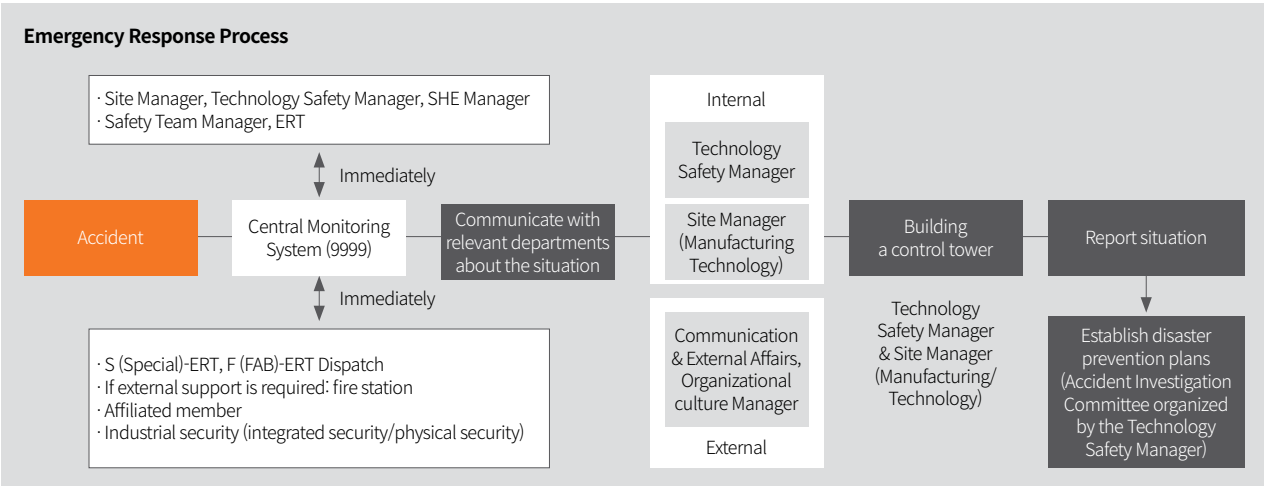 Emergency Response Process
· Site Manager, Technology Safety Manager, SHE Manager
· Safety Team Manager, ERT
Immediately
Accident
Central Monitoring
System (9999)
Communicate with
relevant departments
about the situation
Immediately
· S (Special)-ERT, F (FAB)-ERT Dispatch
· If external support is required: fire station
· Affiliated member
· Industrial security (integrated security/physical security)
Internal
Technology
Safety Manager
Site Manager
(Manufacturing
Technology)
Communication
& External Affairs,
Organizational
culture Manager
External
Building
a control tower
Technology
Safety Manager
& Site Manager
(Manufacturing/
Technology)
Report situation
Establish disaster
prevention plans
(Accident Investigation
Committee organized
by the Technology
Safety Manager)